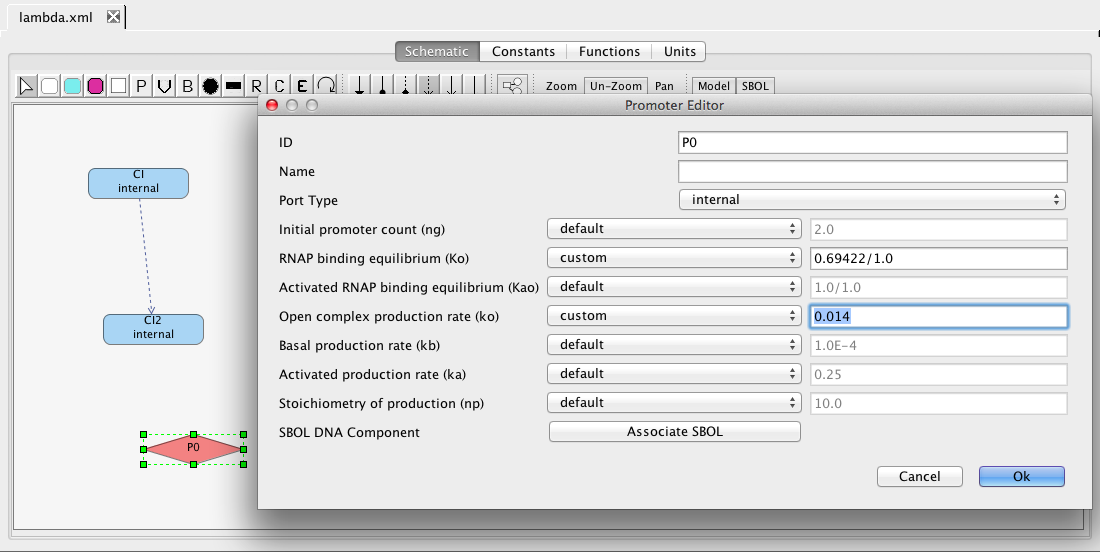 lambda.xml
Schematic Constants Functions Units
P V B R C E Zoom Un-Zoom Pan Model SBOL
Promoter Editor
ID P0
Name
Port Type internal
Initial promoter count (ng) default 2.0
RNAP binding equilibrium (Ko) custom 0.69422/1.0
Activated RNAP binding equilibrium (Kao) default 1.0/1.0
Open complex production rate (ko) custom 0.014
Basal production rate (kb) default 1.0E-4
Activated production rate (ka) default 0.25
Stoichiometry of production (np) default 10.0
SBOL DNA Component Associate SBOL
Cancel Ok
CI
internal
CI2
internal
P0